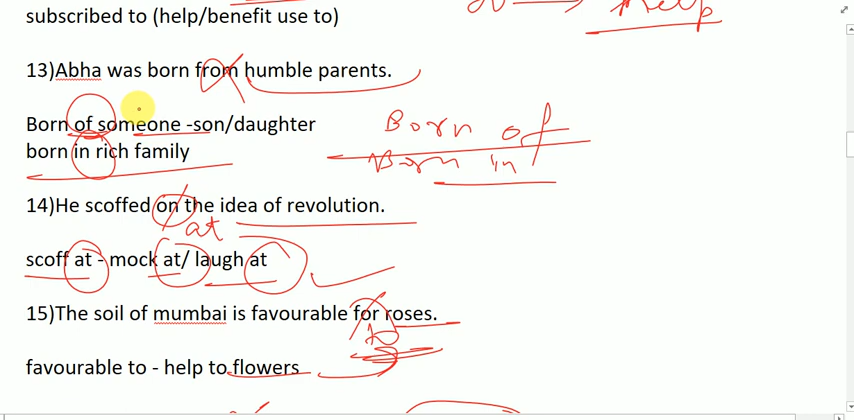 subscribed to (help/benefit use to)
help
13)Abha was born from humble parents.
Born of someone -son/daughter
Born of
born in rich family
Born in
14)He scoffed on the idea of revolution.
at
scoff at - mock at/ laugh at
15)The soil of mumbai is favourable for roses.
to
favourable to - help to flowers